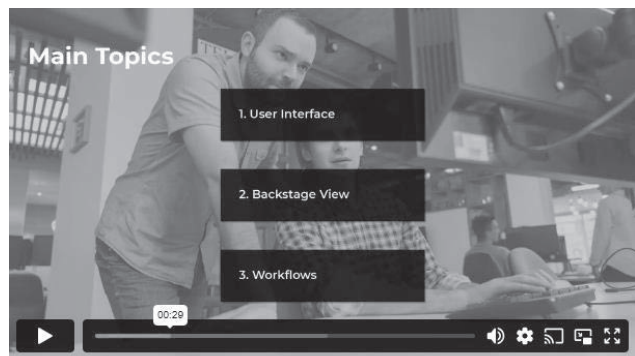 Main Topics
1. User Interface
2. Backstage View
3. Workflows
00:29